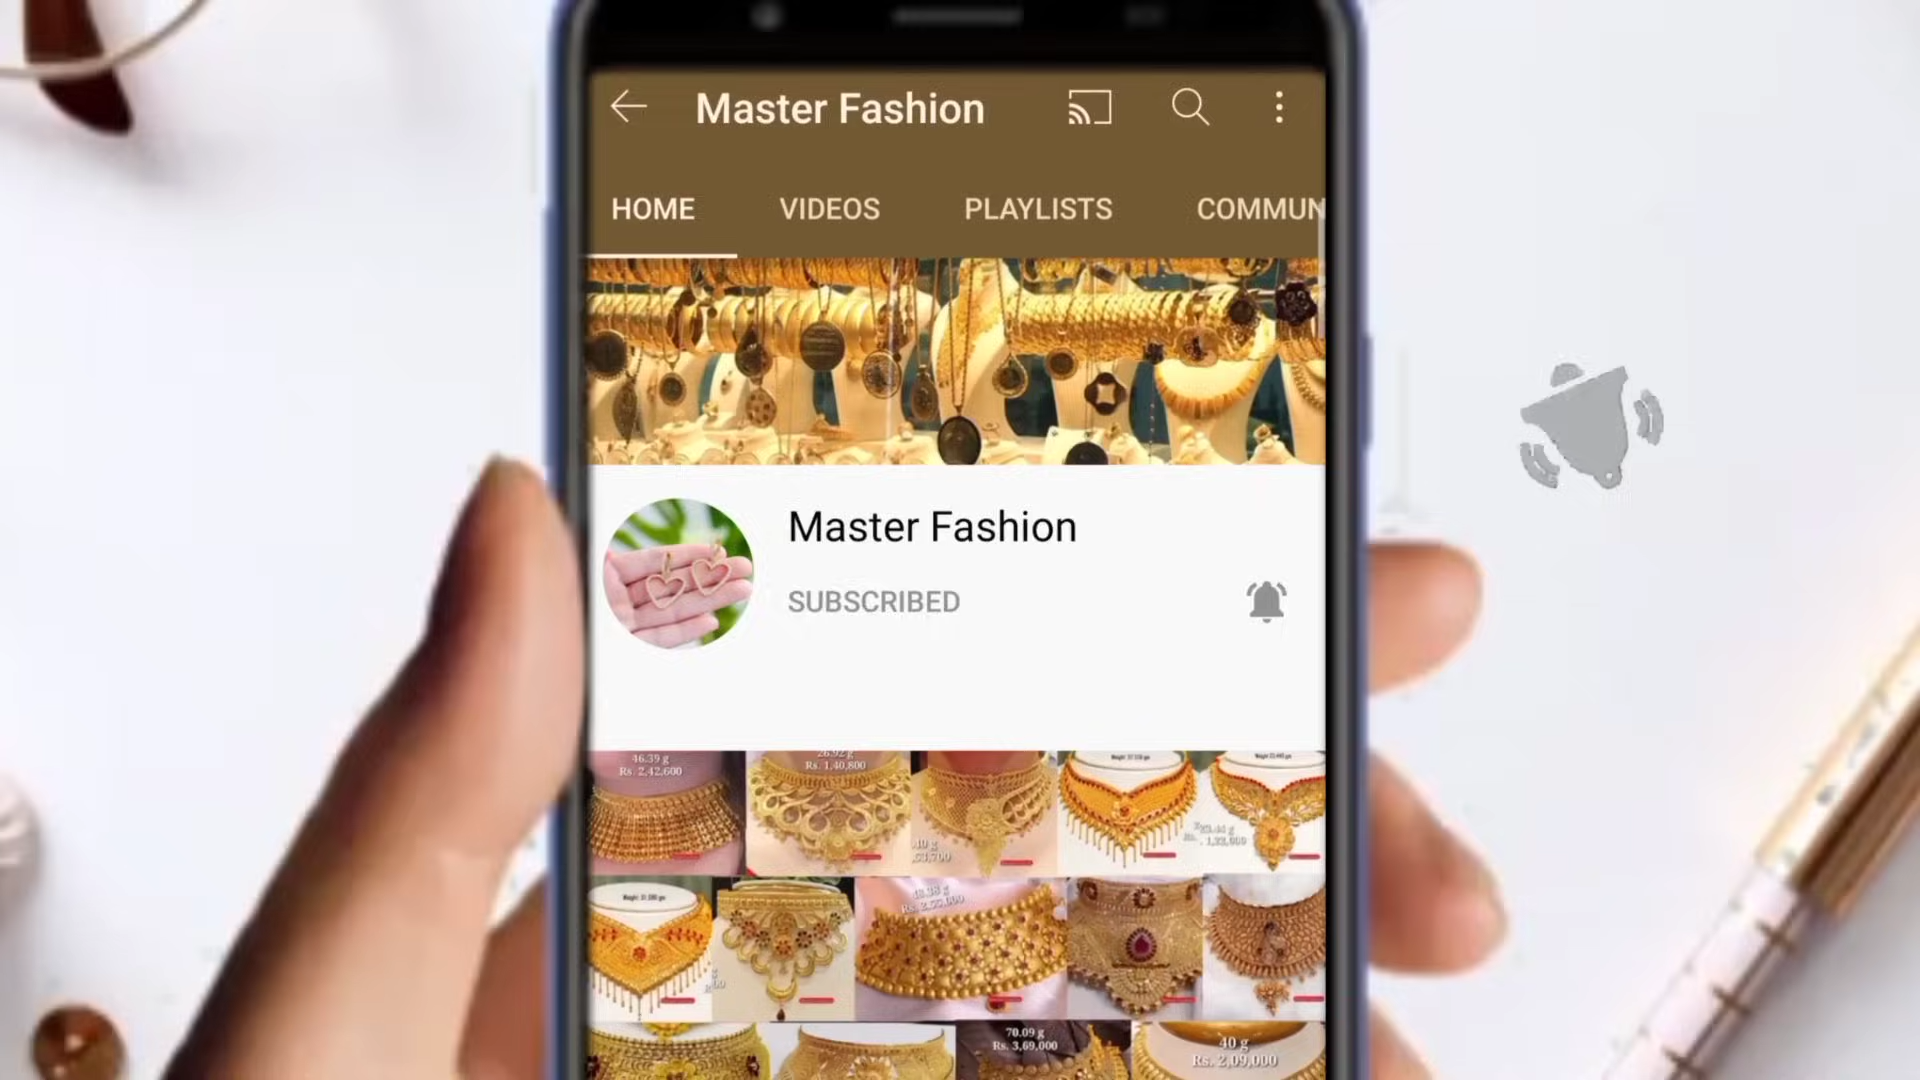 Master Fashion
HOME VIDEOS PLAYLISTS COMMUN
Master Fashion
SUBSCRIBED
46.39 g
Rs. 2,42,600
26.92 g
Rs. 1,40,800
40 g
70.09 g
Rs. 3,69,000
40 g
Rs. 2,09,000